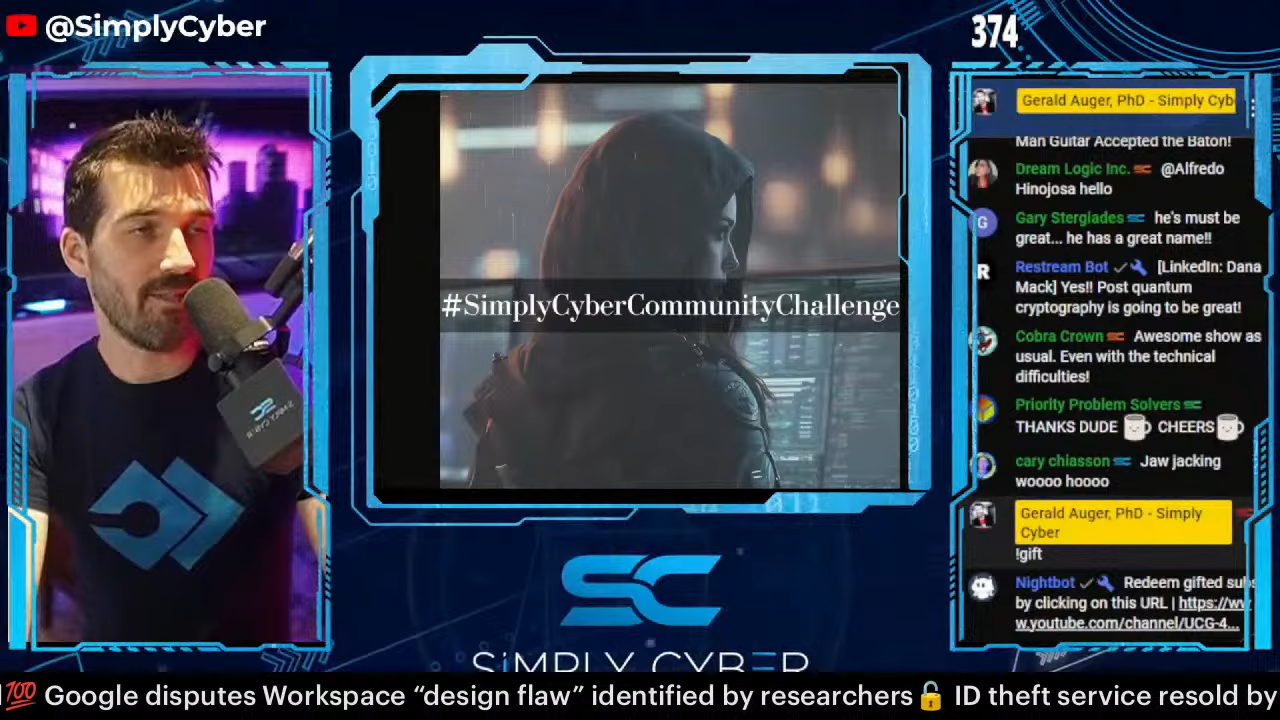 @SimplyCyber
374
#SimplyCyberCommunityChallenge
SC
SiMPLY CYBER
Gerald Auger, PhD - Simply Cyb
Man Guitar Accepted the Baton!
Dream Logic Inc. @Alfredo
Hinojosa hello
G
Gary Sterglades he's must be
great... he has a great name!!
R
Restream Bot [LinkedIn: Dana
Mack] Yes!! Post quantum
cryptography is going to be great!
Cobra Crown Awesome show as
usual. Even with the technical
difficulties!
Priority Problem Solvers
THANKS DUDE CHEERS
cary chiasson Jaw jacking
woooo hoooo
Gerald Auger, PhD - Simply
Cyber
!gift
Nightbot Redeem gifted subs
by clicking on this URL | https://ww
w.youtube.com/channel/UCG-4...
💯 Google disputes Workspace “design flaw” identified by researchers🔓 ID theft service resold by